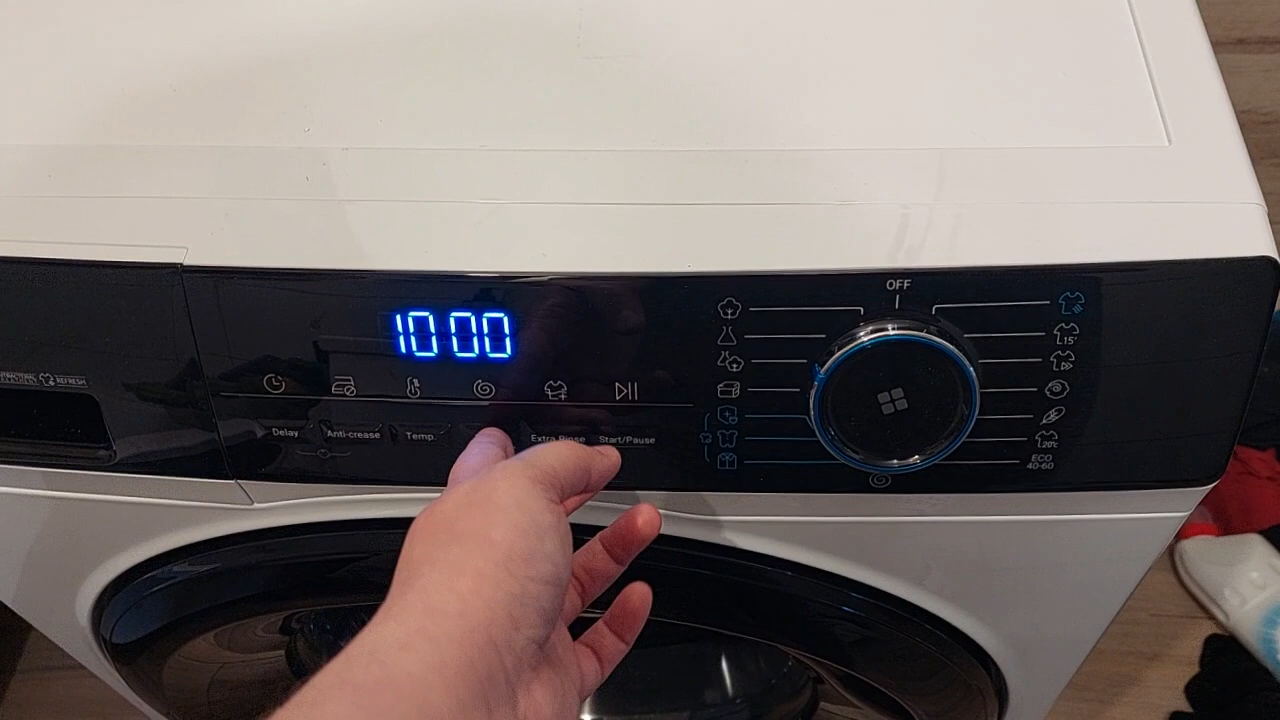 OFF
10:00
15'
REFRESH
Delay
Anti-crease
Temp.
Extra Rinse
Start/Pause
20°C
ECO
40-60